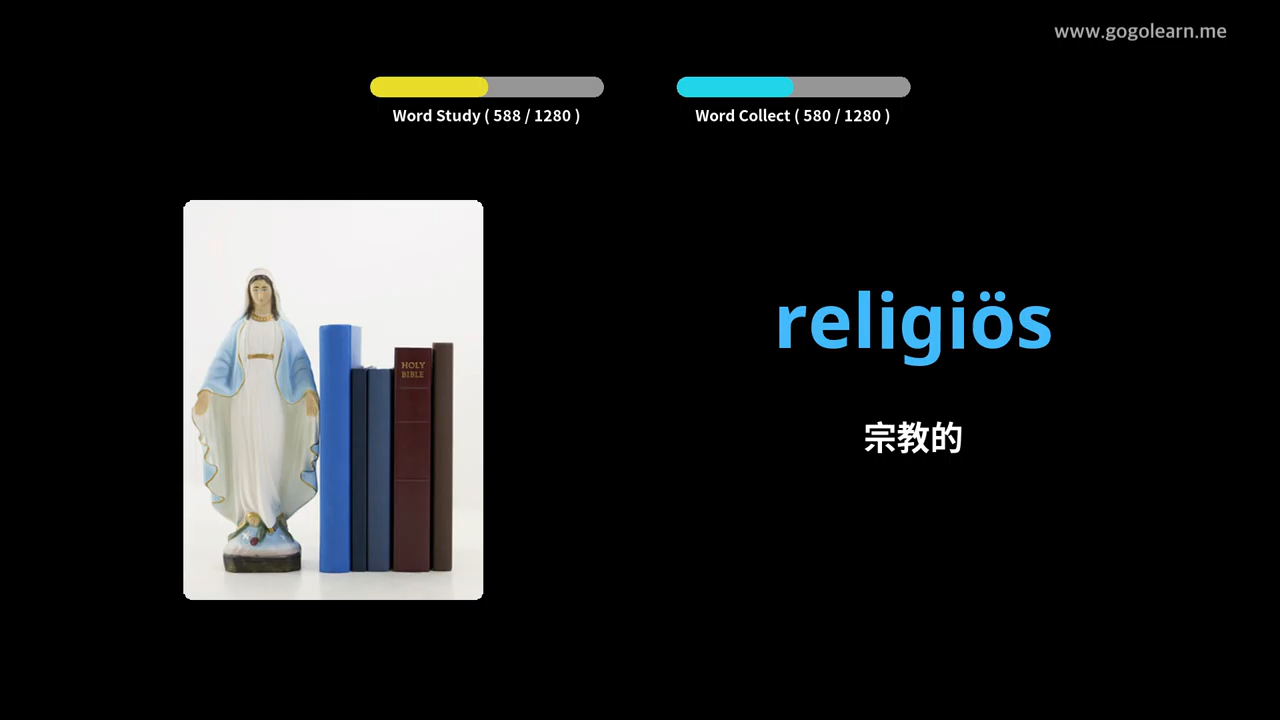 www.gogolearn.me
Word Study ( 588 / 1280 )
Word Collect ( 580 / 1280 )
HOLY
BIBLE
religiös
宗教的